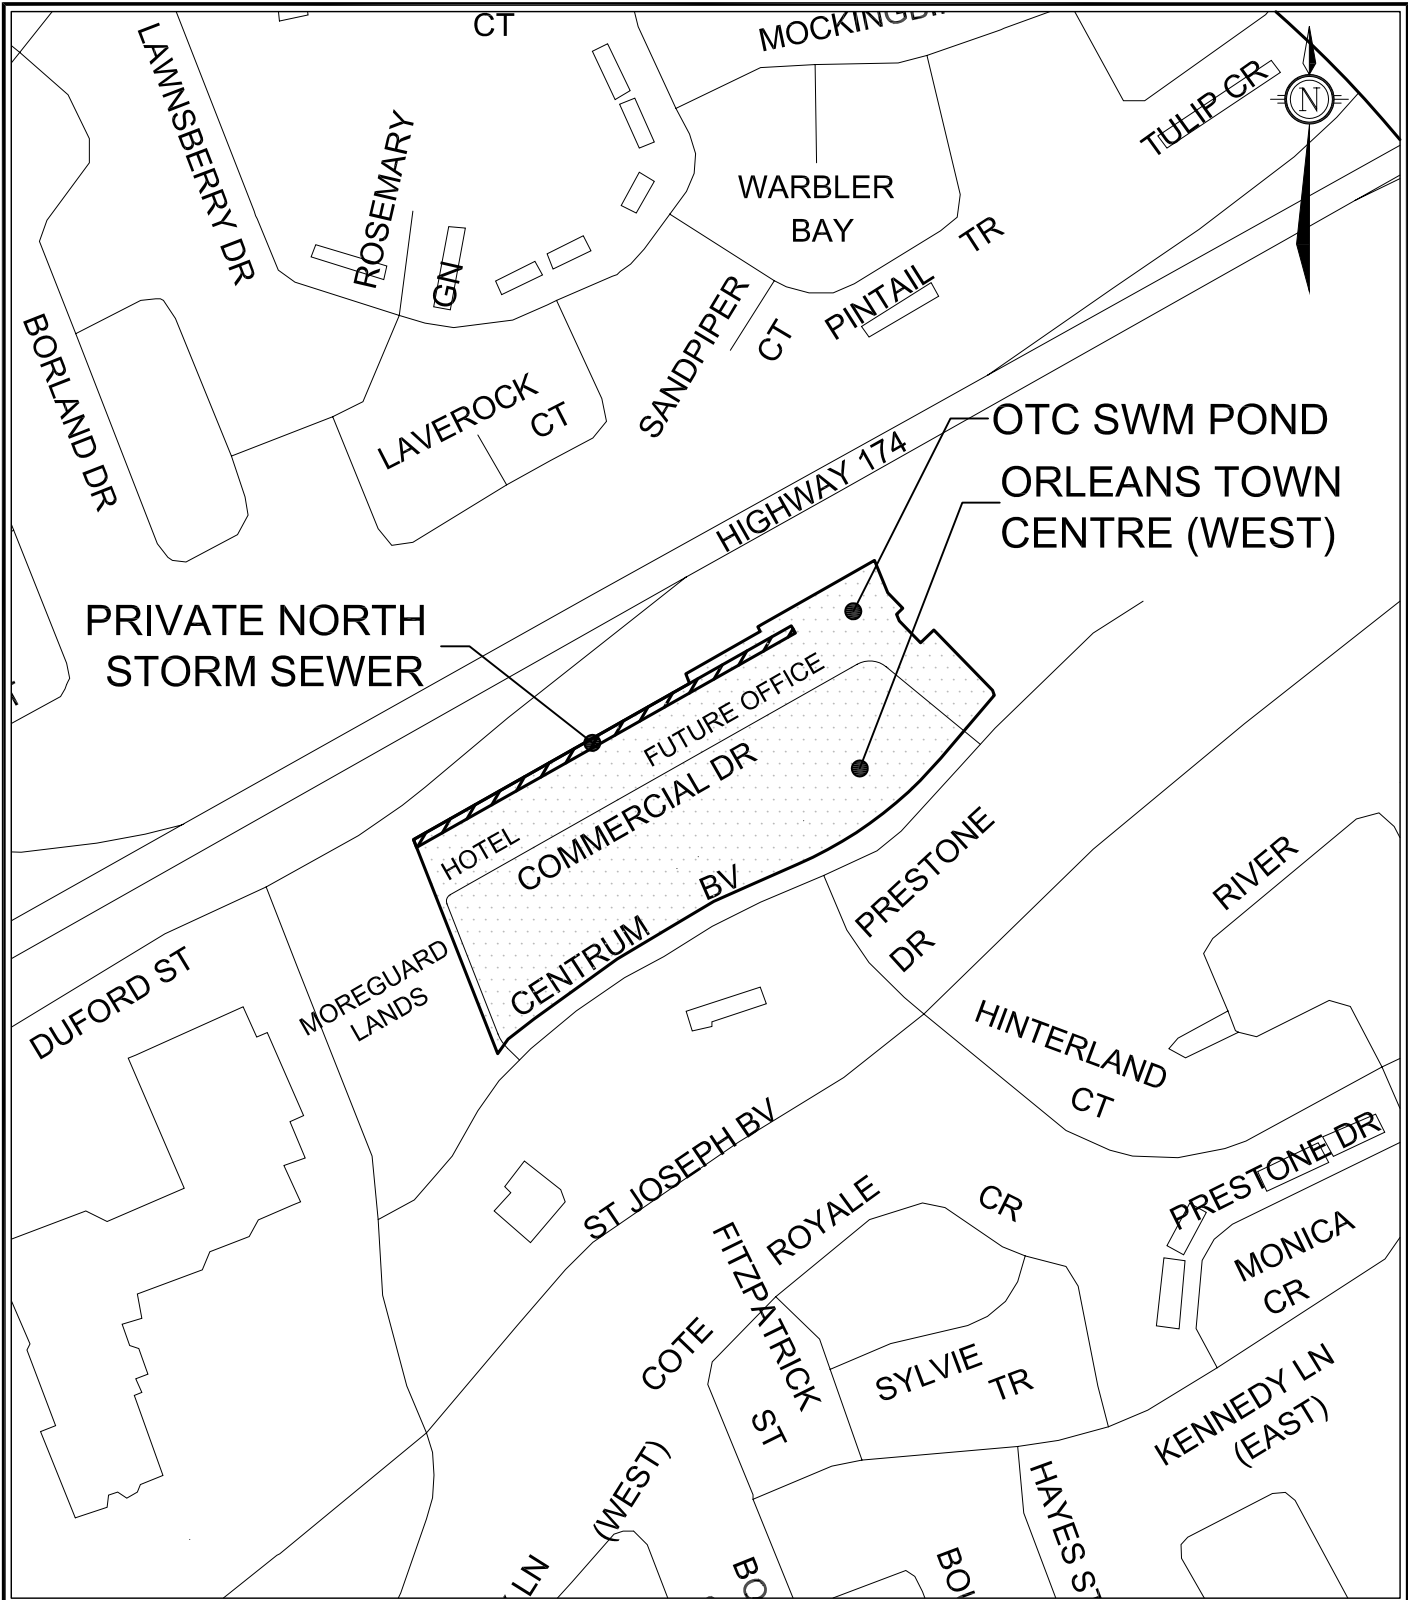 CT
LAWNSBERRY DR
TULIP CR
N
ROSEMARY
GN
WARBLER
BAY
SANDPIPER
CT
PINTAIL
TR
BORLAND DR
LAVEROCK
CT
OTC SWM POND
HIGHWAY 174
ORLEANS TOWN
CENTRE (WEST)
PRIVATE NORTH
STORM SEWER
FUTURE OFFICE
COMMERCIAL DR
HOTEL
CENTRUM
BV
PRESTONE
DR
RIVER
DUFORD ST
MOREGUARD
LANDS
HINTERLAND
CT
ST JOSEPH BV
PRESTONE DR
ROYALE
CR
FITZPATRICK
ST
MONICA
CR
COTE
SYLVIE
TR
KENNEDY LN
(EAST)
(WEST)
LN
HAYES ST